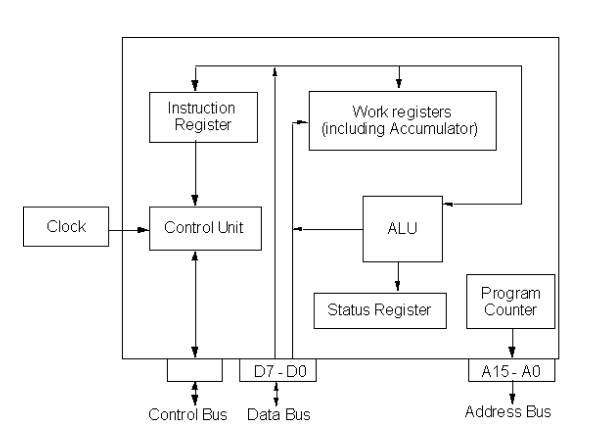 Instruction
Register
Work registers
(including Accumulator)
Clock
Control Unit
ALU
Status Register
Program
Counter
D7 - D0
A15 - A0
Control Bus
Data Bus
Address Bus